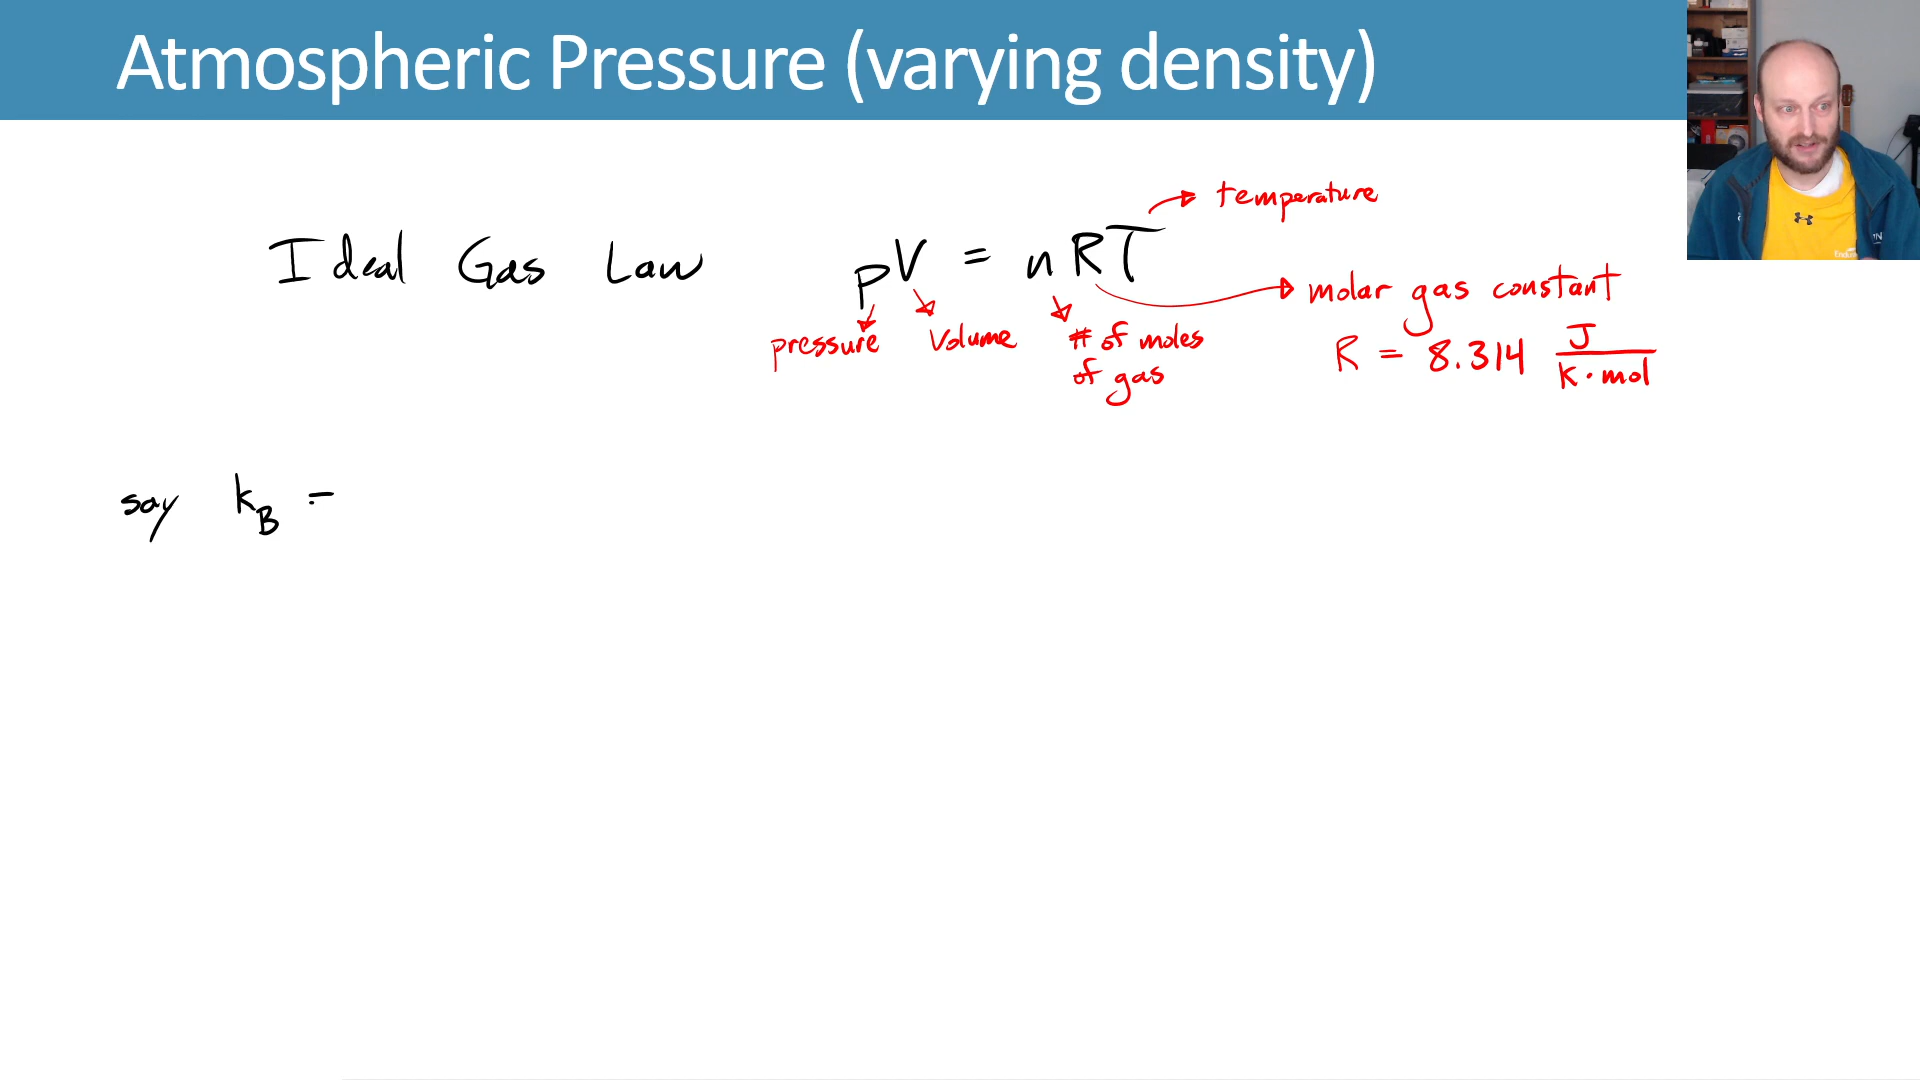 Atmospheric Pressure (varying density)
temperature
Ideal Gas Law pV = nRT
molar gas constant
pressure Volume # of moles
of gas
R = 8.314 J/K·mol
say k_B =